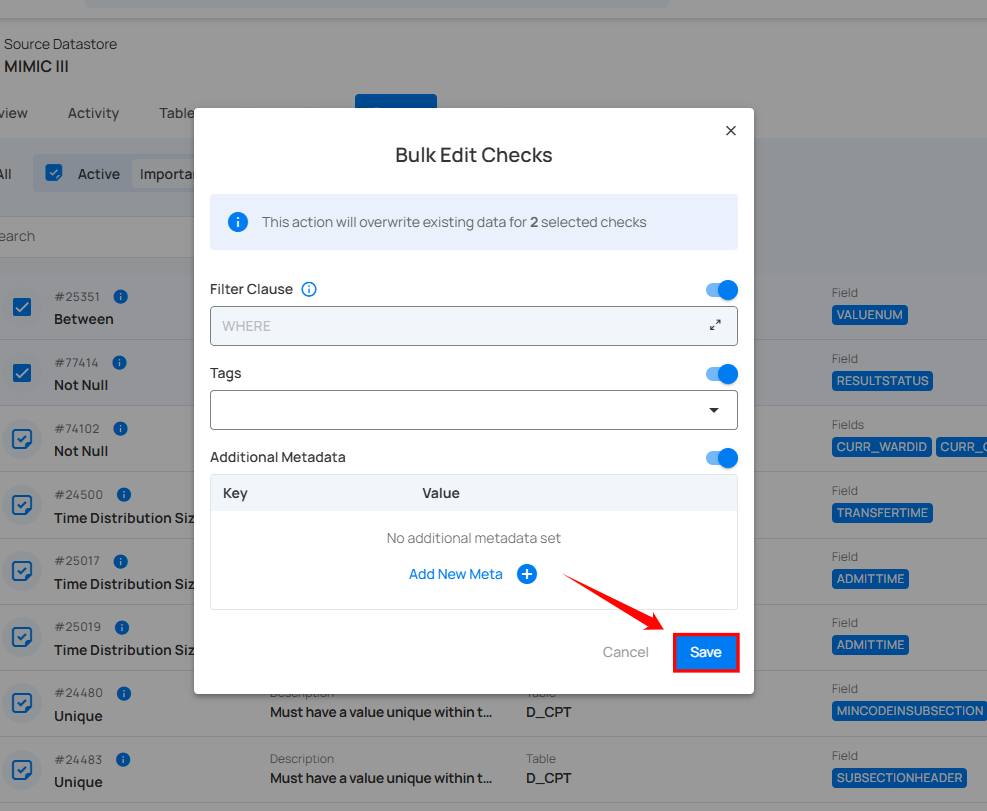 Source Datastore
MIMIC III
view
Activity
Table
All
Active
Importa
earch
Bulk Edit Checks
This action will overwrite existing data for 2 selected checks
Filter Clause
WHERE
Tags
Additional Metadata
Key Value
No additional metadata set
Add New Meta
Cancel
Save
#25351
Between
Field
VALUENUM
#77414
Not Null
Field
RESULTSTATUS
#74102
Not Null
Fields
CURR_WARDID CURR_C
#24500
Time Distribution Siz
Field
TRANSFERTIME
#25017
Time Distribution Siz
Field
ADMITTIME
#25019
Time Distribution Siz
Field
ADMITTIME
#24480
Unique
Description
Must have a value unique within t...
Table
D_CPT
Field
MINCODEINSUBSECTION
#24483
Unique
Description
Must have a value unique within t...
Table
D_CPT
Field
SUBSECTIONHEADER